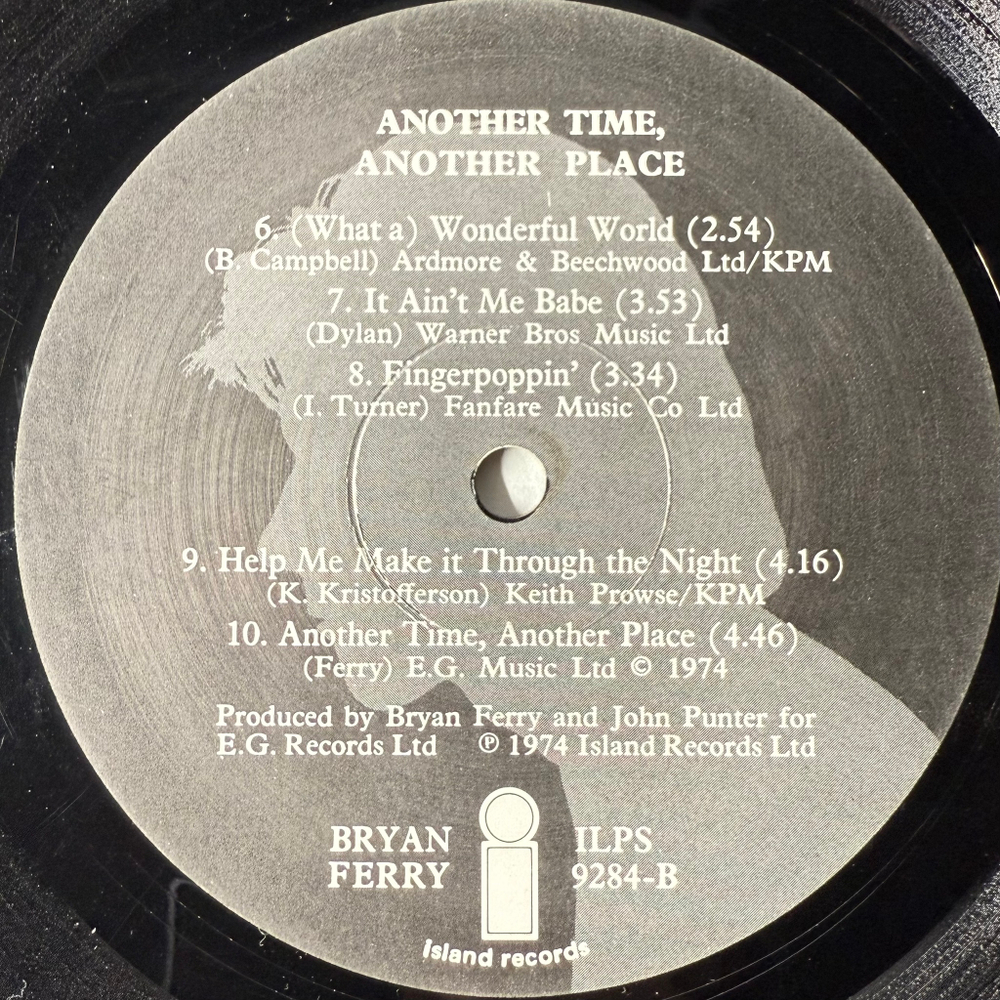 ANOTHER TIME,
ANOTHER PLACE
6. (What a) Wonderful World (2.54)
(B. Campbell) Ardmore & Beechwood Ltd/KPM
7. It Ain't Me Babe (3.53)
(Dylan) Warner Bros Music Ltd
8. Fingerpoppin' (3.34)
(I. Turner) Fanfare Music Co Ltd
9. Help Me Make it Through the Night (4.16)
(K. Kristofferson) Keith Prowse/KPM
10. Another Time, Another Place (4.46)
(Ferry) E.G. Music Ltd © 1974
Produced by Bryan Ferry and John Punter for
E.G. Records Ltd ℗ 1974 Island Records Ltd
BRYAN ILPS
FERRY 9284-B
island records